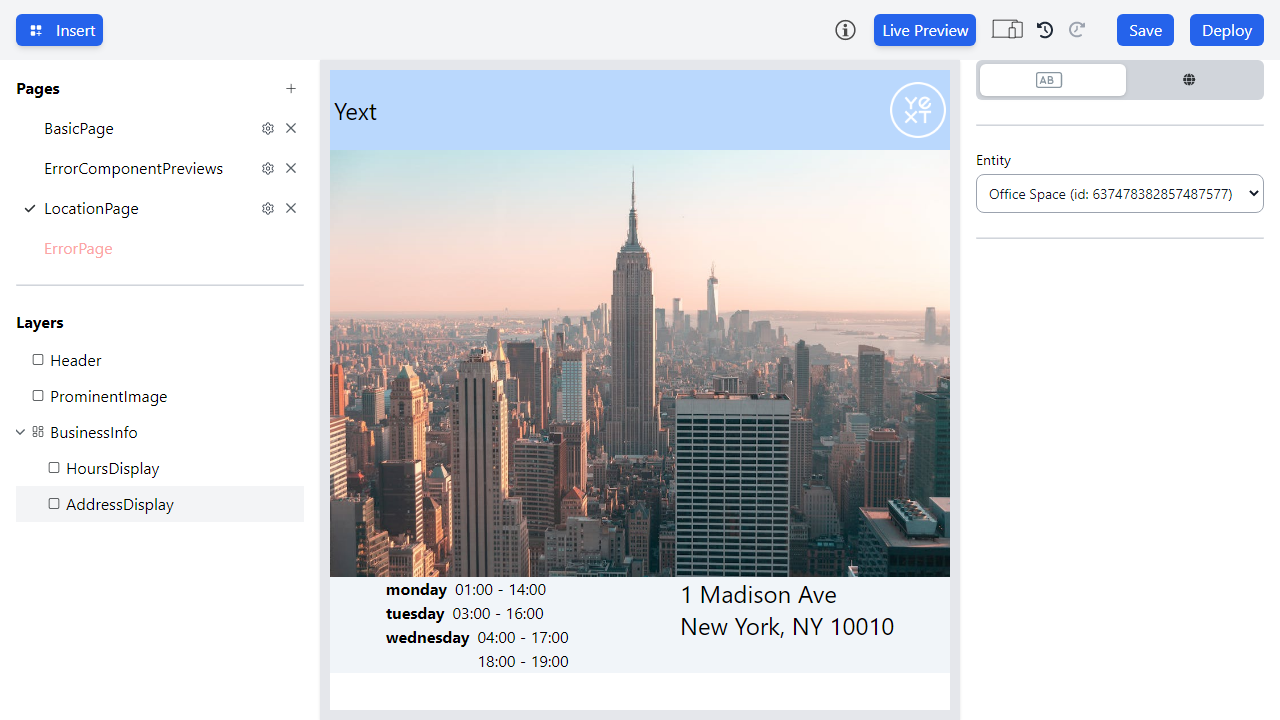 Insert
Live Preview
Save
Deploy
Pages
BasicPage
ErrorComponentPreviews
LocationPage
ErrorPage
Layers
Header
ProminentImage
BusinessInfo
HoursDisplay
AddressDisplay
Yext
YEXT
monday 01:00 - 14:00
tuesday 03:00 - 16:00
wednesday 04:00 - 17:00
18:00 - 19:00
1 Madison Ave
New York, NY 10010
AB
Entity
Office Space (id: 637478382857487577)